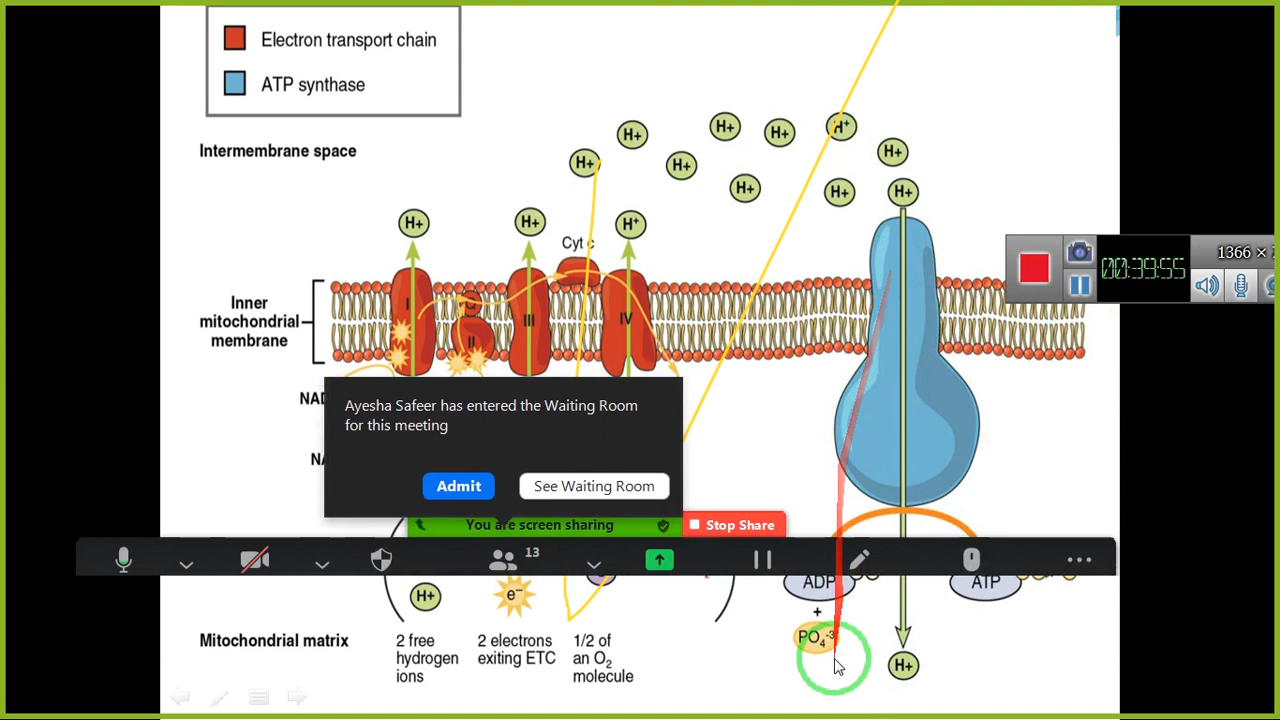 Electron transport chain
ATP synthase
Intermembrane space
H+
H+
H+
H+
H+
H+
H+
H+
H+
H+
H+
H+
H+
Cyt c
Inner
mitochondrial
membrane
I
II
III
IV
00:39:55
1366 ×
Ayesha Safeer has entered the Waiting Room
for this meeting
Admit
See Waiting Room
You are screen sharing
Stop Share
13
H+
e−
ADP
ATP
+
PO4-3
H+
Mitochondrial matrix
2 free
hydrogen
ions
2 electrons
exiting ETC
1/2 of
an O2
molecule